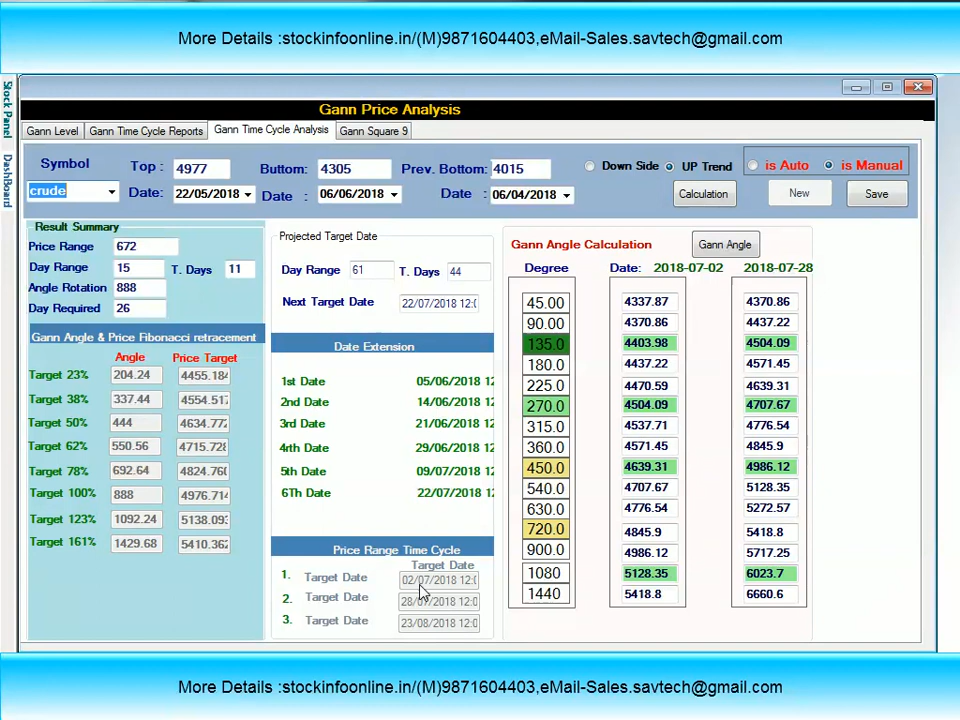 More Details :stockinfoonline.in/(M)9871604403,eMail-Sales.savtech@gmail.com
Stock Panel
DashBoard
Gann Price Analysis
Gann Level Gann Time Cycle Reports Gann Time Cycle Analysis Gann Square 9
Symbol Top : 4977 Buttom: 4305 Prev. Bottom: 4015 Down Side UP Trend is Auto is Manual
crude Date: 22/05/2018 Date : 06/06/2018 Date : 06/04/2018 Calculation New Save
Result Summary
Price Range 672
Day Range 15 T. Days 11
Angle Rotation 888
Day Required 26
Gann Angle & Price Fibonacci retracement
Angle Price Target
Target 23% 204.24 4455.184
Target 38% 337.44 4554.517
Target 50% 444 4634.772
Target 62% 550.56 4715.728
Target 78% 692.64 4824.760
Target 100% 888 4976.714
Target 123% 1092.24 5138.093
Target 161% 1429.68 5410.362
Projected Target Date
Day Range 61 T. Days 44
Next Target Date 22/07/2018 12:0
Date Extension
1st Date 05/06/2018 12
2nd Date 14/06/2018 12
3rd Date 21/06/2018 12
4rth Date 29/06/2018 12
5th Date 09/07/2018 12
6Th Date 22/07/2018 12
Price Range Time Cycle
Target Date
1. Target Date 02/07/2018 12:0
2. Target Date 28/07/2018 12:0
3. Target Date 23/08/2018 12:0
Gann Angle Calculation Gann Angle
Degree Date: 2018-07-02 2018-07-28
45.00 4337.87 4370.86
90.00 4370.86 4437.22
135.0 4403.98 4504.09
180.0 4437.22 4571.45
225.0 4470.59 4639.31
270.0 4504.09 4707.67
315.0 4537.71 4776.54
360.0 4571.45 4845.9
450.0 4639.31 4986.12
540.0 4707.67 5128.35
630.0 4776.54 5272.57
720.0 4845.9 5418.8
900.0 4986.12 5717.25
1080 5128.35 6023.7
1440 5418.8 6660.6
More Details :stockinfoonline.in/(M)9871604403,eMail-Sales.savtech@gmail.com